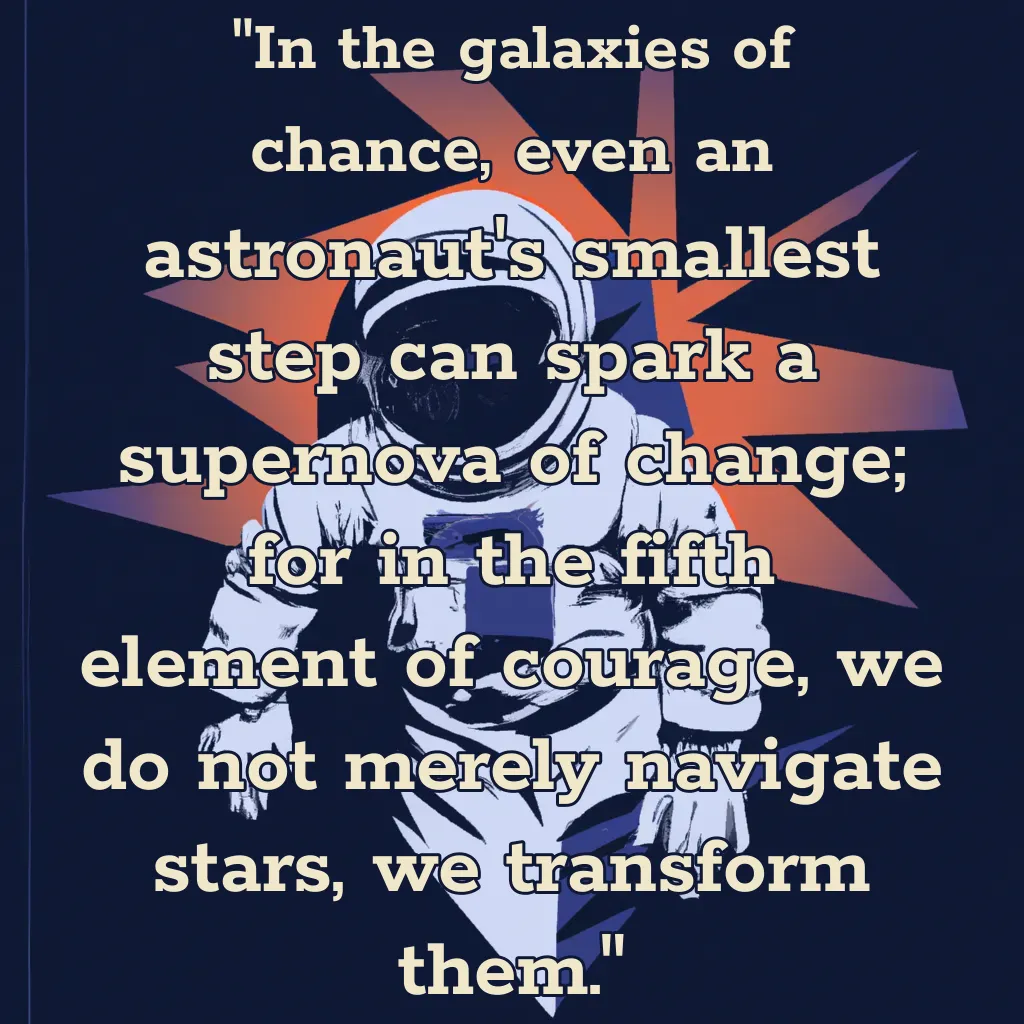 "In the galaxies of
chance, even an
astronaut's smallest
step can spark a
supernova of change;
for in the fifth
element of courage, we
do not merely navigate
stars, we transform
them."